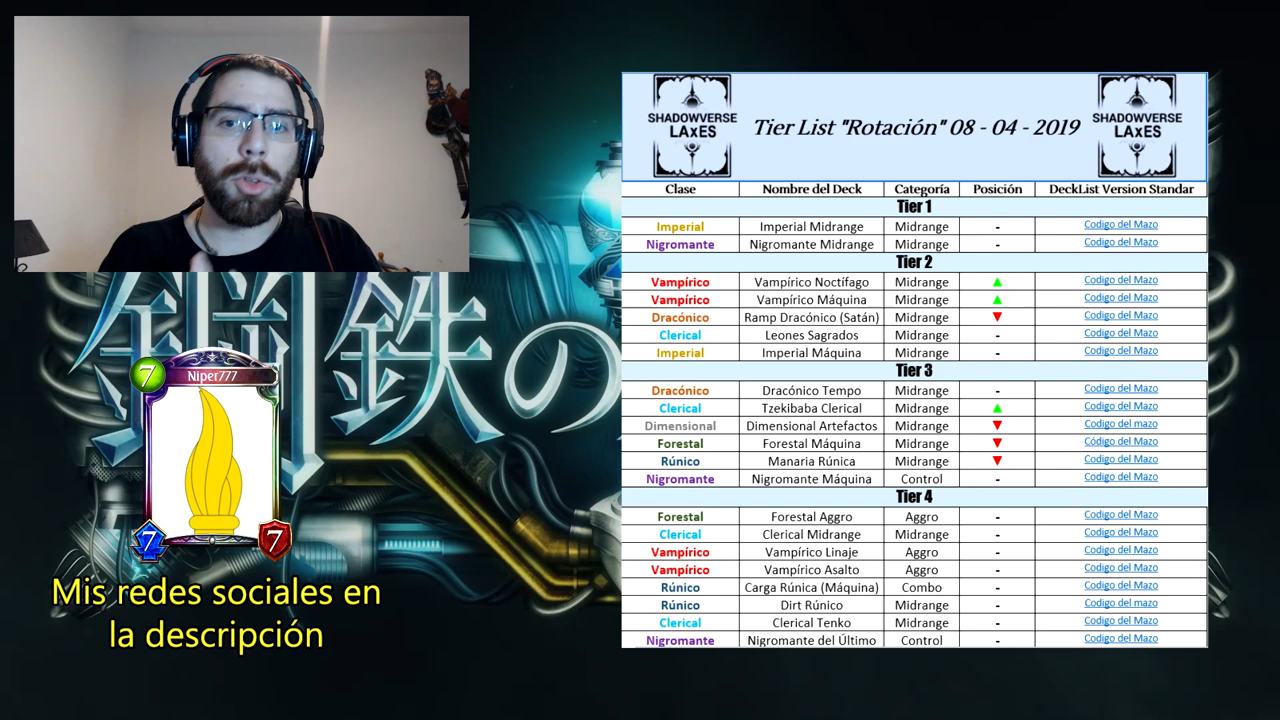 SHADOWVERSE
LAxES
Tier List "Rotación" 08 - 04 - 2019
SHADOWVERSE
LAxES
Clase Nombre del Deck Categoría Posición DeckList Version Standar
Tier 1
Imperial Imperial Midrange Midrange - Codigo del Mazo
Nigromante Nigromante Midrange Midrange - Codigo del Mazo
Tier 2
Vampírico Vampírico Noctífago Midrange ▲ Codigo del Mazo
Vampírico Vampírico Máquina Midrange ▲ Codigo del Mazo
Dracónico Ramp Dracónico (Satán) Midrange ▼ Codigo del Mazo
Clerical Leones Sagrados Midrange - Codigo del Mazo
Imperial Imperial Máquina Midrange - Codigo del Mazo
Tier 3
Dracónico Dracónico Tempo Midrange - Codigo del Mazo
Clerical Tzekibaba Clerical Midrange ▲ Codigo del Mazo
Dimensional Dimensional Artefactos Midrange ▼ Codigo del mazo
Forestal Forestal Máquina Midrange ▼ Código del Mazo
Rúnico Manaria Rúnica Midrange ▼ Codigo del Mazo
Nigromante Nigromante Máquina Control - Codigo del Mazo
Tier 4
Forestal Forestal Aggro Aggro - Codigo del Mazo
Clerical Clerical Midrange Midrange - Codigo del Mazo
Vampírico Vampírico Linaje Aggro - Codigo del Mazo
Vampírico Vampírico Asalto Aggro - Codigo del Mazo
Rúnico Carga Rúnica (Máquina) Combo - Codigo del Mazo
Rúnico Dirt Rúnico Midrange - Codigo del mazo
Clerical Clerical Tenko Midrange - Codigo del Mazo
Nigromante Nigromante del Último Control - Codigo del Mazo
鋼鉄の
7
Niper777
7 7
Mis redes sociales en
la descripción